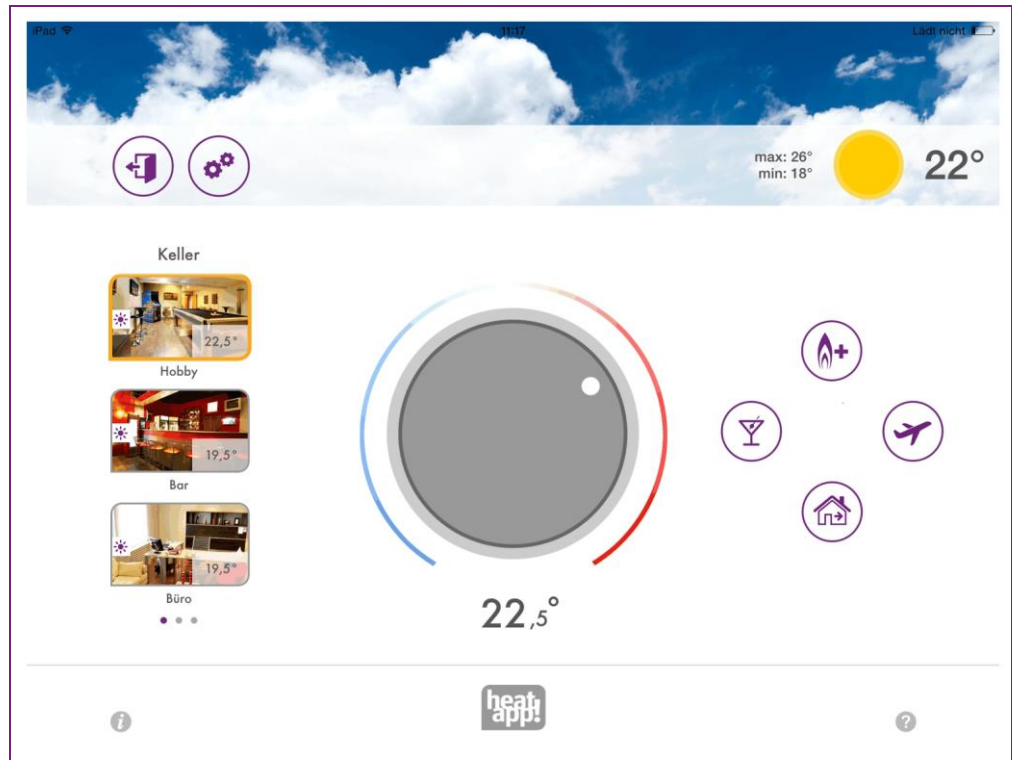 iPad
11:17
Lädt nicht
max: 26°
min: 18°
22°
Keller
22,5°
Hobby
19,5°
Bar
19,5°
Büro
22,5°
heat
app!
i
?